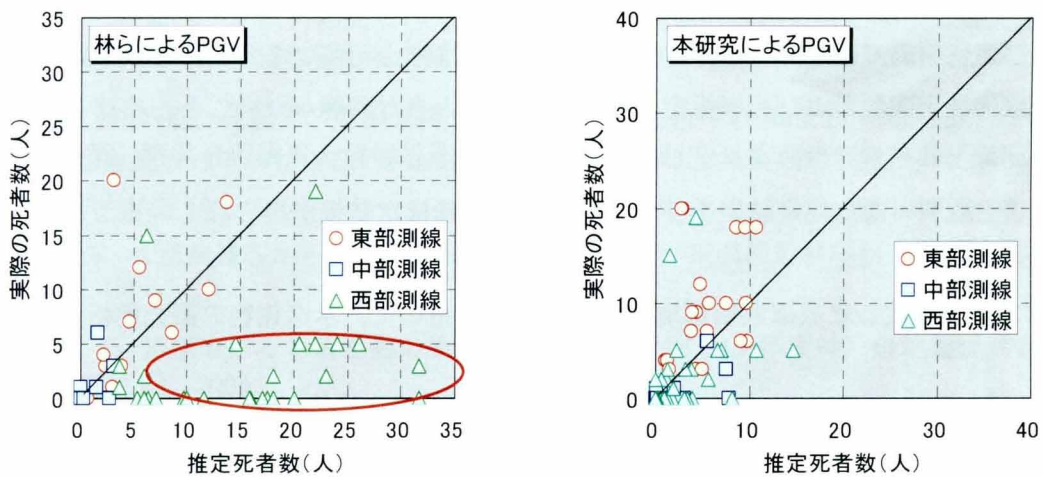 林らによるPGV
35
30
25
20
15
10
5
0
実際の死者数(人)
東部測線
中部測線
西部測線
0 5 10 15 20 25 30 35
推定死者数(人)
本研究によるPGV
40
30
20
10
0
実際の死者数(人)
東部測線
中部測線
西部測線
0 10 20 30 40
推定死者数(人)